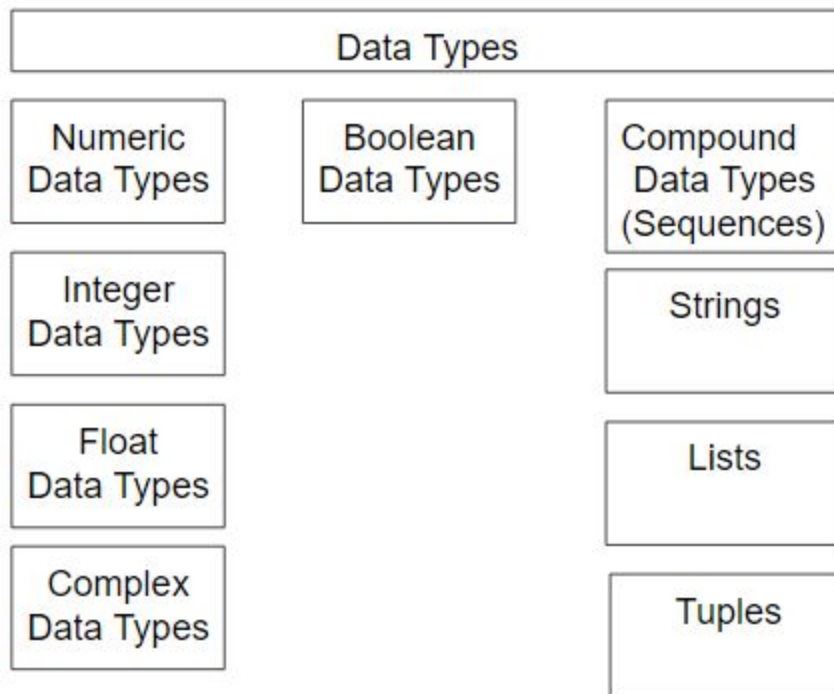 Data Types
Numeric
Data Types
Boolean
Data Types
Compound
Data Types
(Sequences)
Integer
Data Types
Strings
Float
Data Types
Lists
Complex
Data Types
Tuples